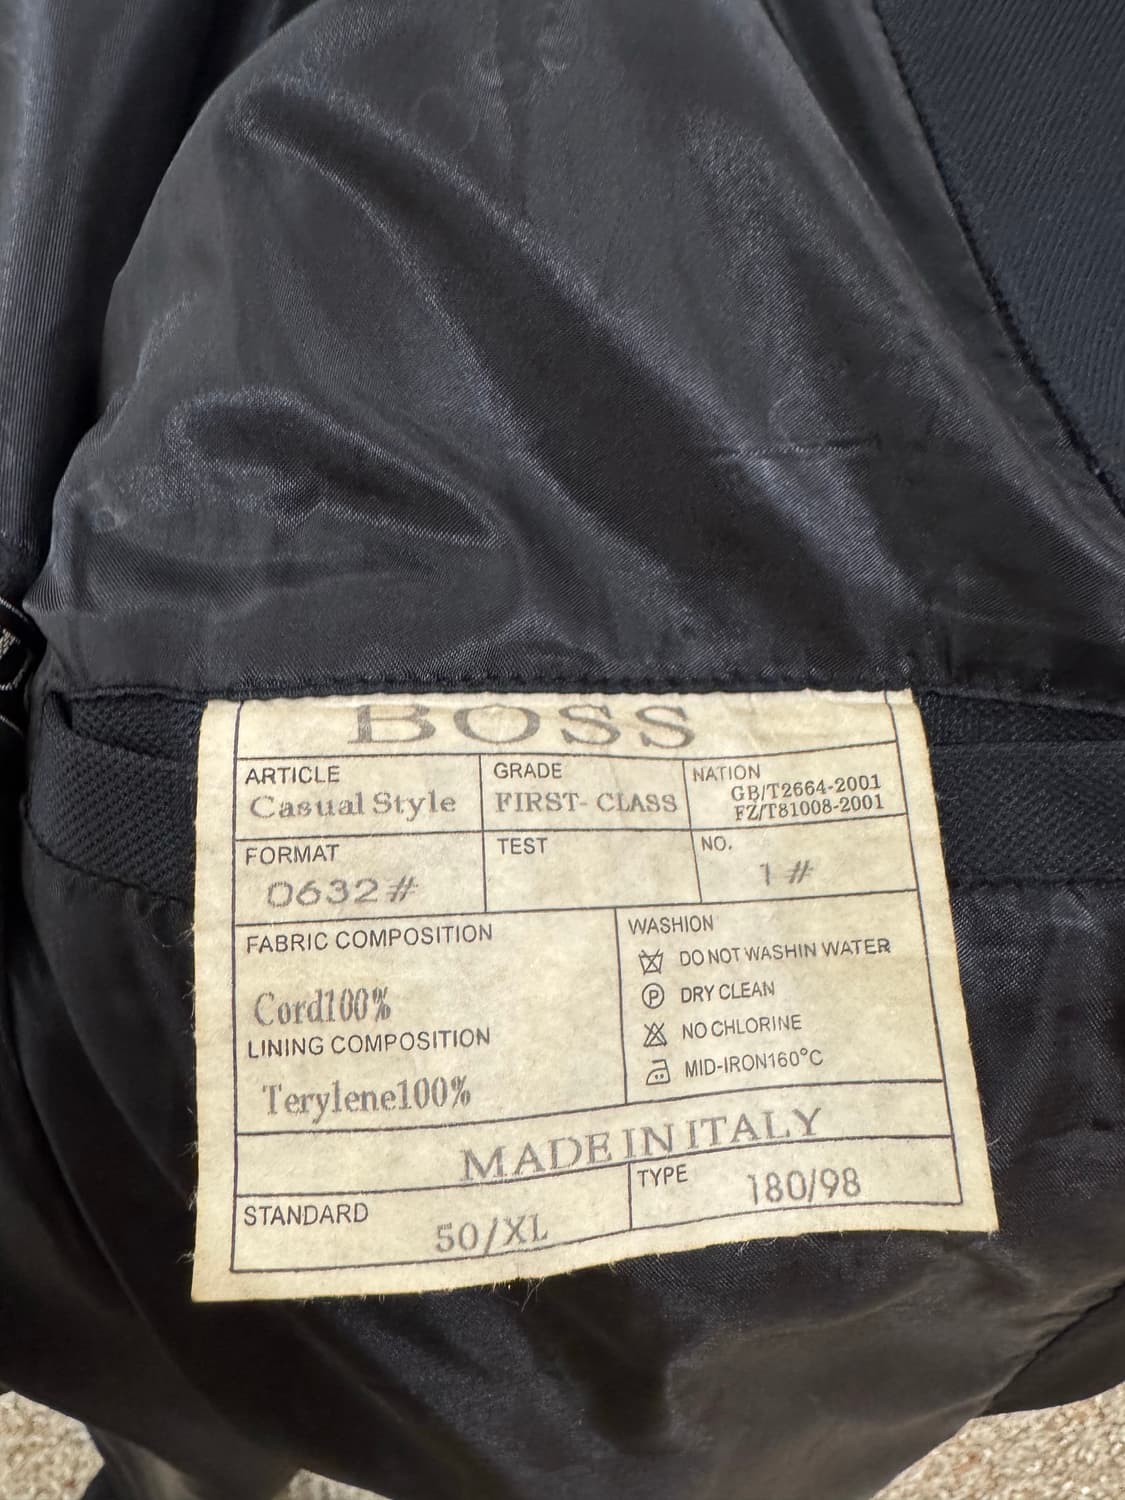 BOSS
ARTICLE
Casual Style
GRADE
FIRST-CLASS
NATION
GB/T2664-2001
FZ/T81008-2001
FORMAT
0632#
TEST
NO.
1#
FABRIC COMPOSITION
Cord100%
LINING COMPOSITION
Terylene100%
WASHION
DO NOT WASHIN WATER
P DRY CLEAN
NO CHLORINE
MID-IRON160°C
MADE IN ITALY
STANDARD
50/XL
TYPE
180/98